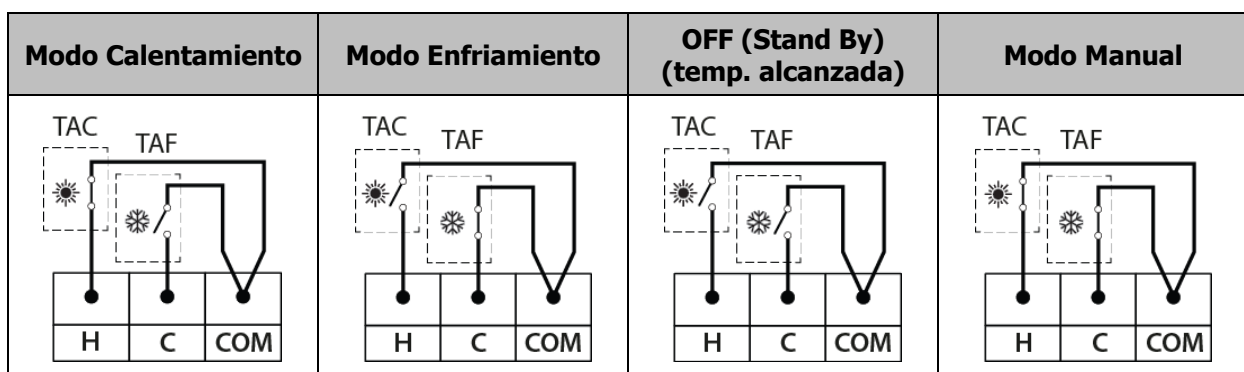 Modo Calentamiento
Modo Enfriamiento
OFF (Stand By)
(temp. alcanzada)
Modo Manual
TAC
TAF
H C COM
TAC
TAF
H C COM
TAC
TAF
H C COM
TAC
TAF
H C COM